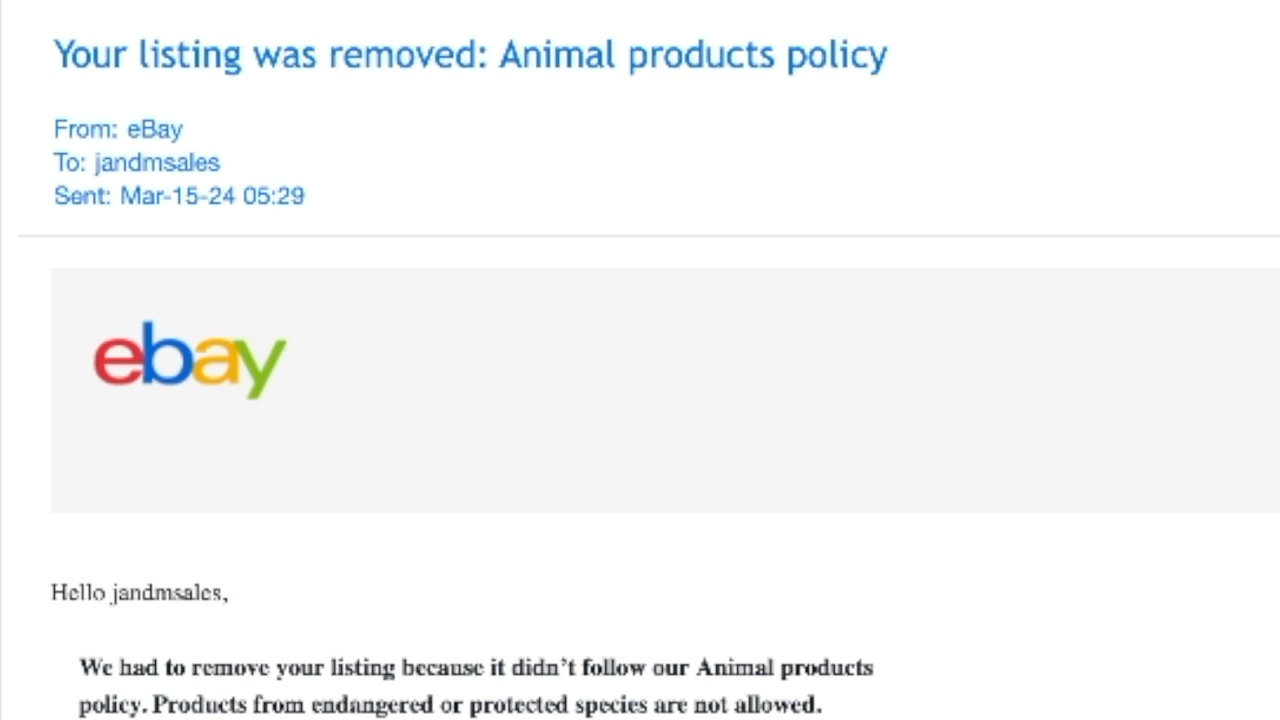 Your listing was removed: Animal products policy
From: eBay
To: jandmsales
Sent: Mar-15-24 05:29
ebay
Hello jandmsales,
We had to remove your listing because it didn’t follow our Animal products
policy. Products from endangered or protected species are not allowed.